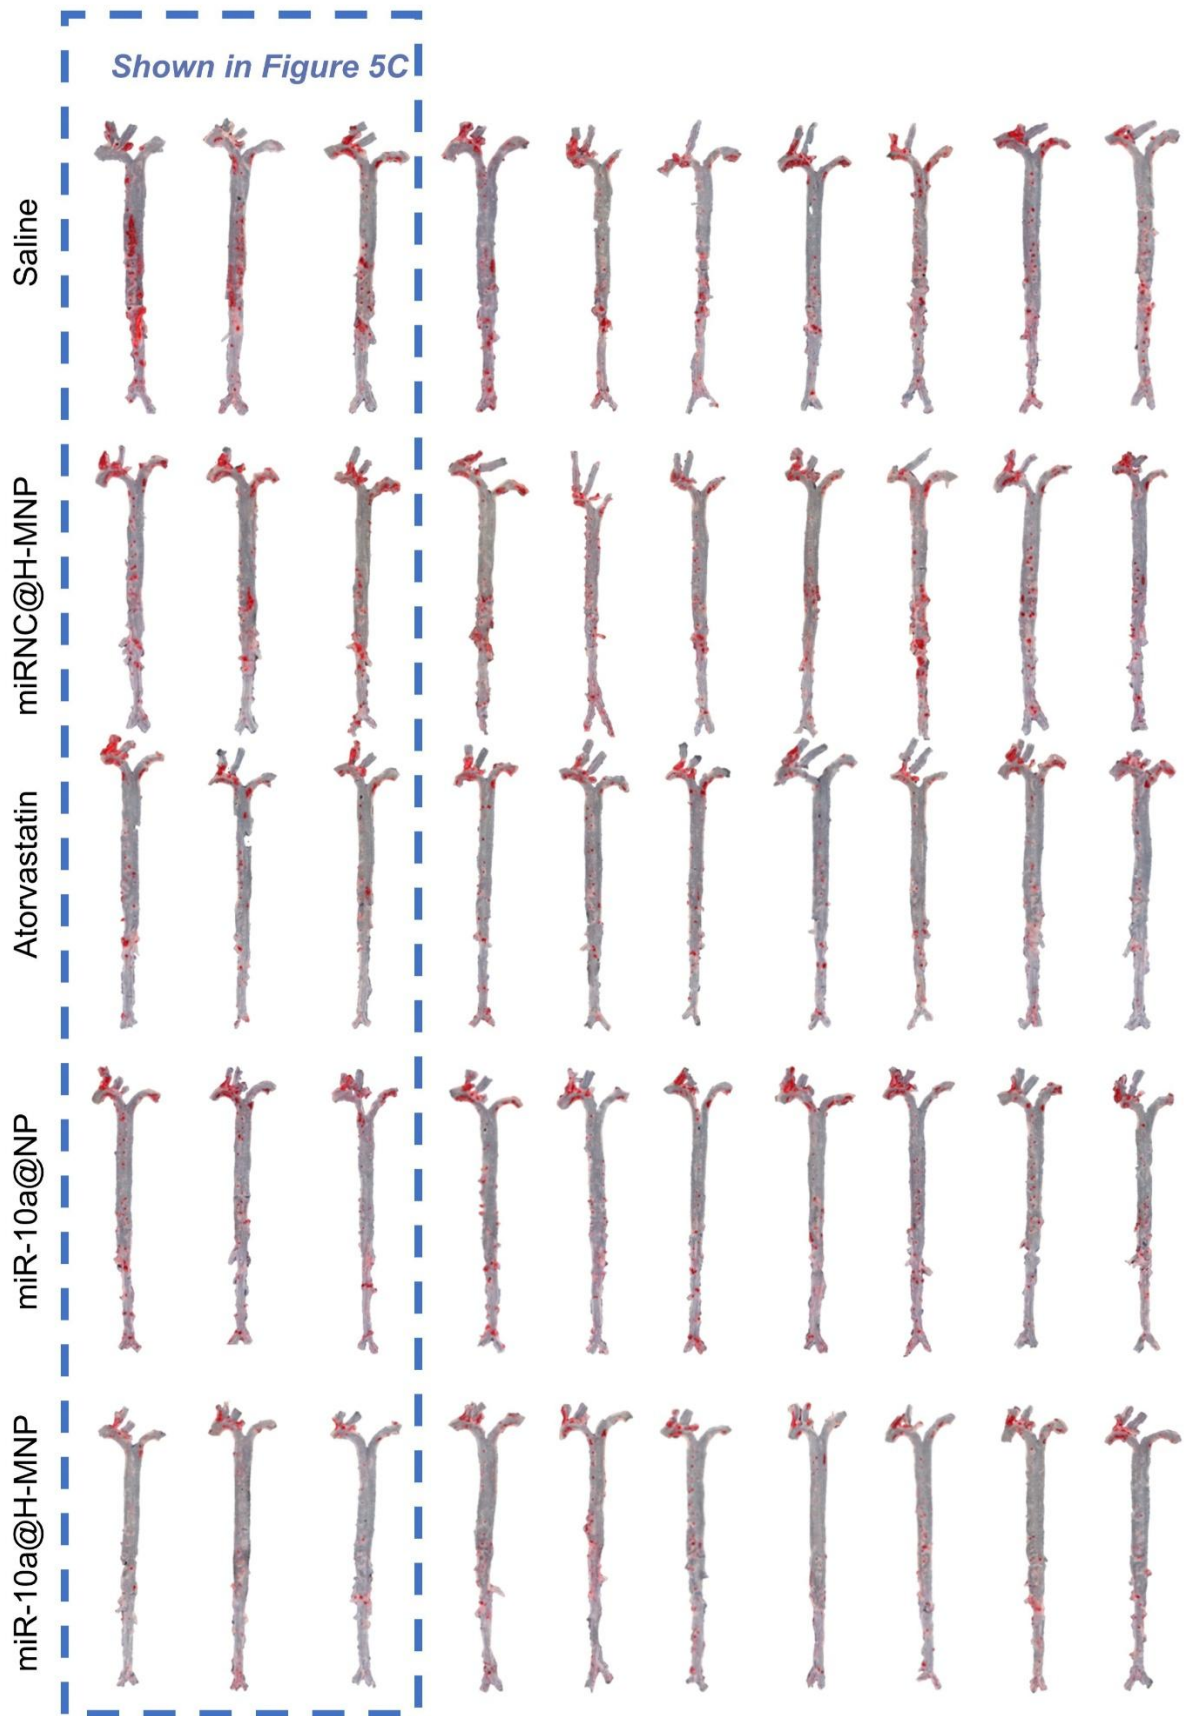 Shown in Figure 5C
Saline
miRNC@H-MNP
Atorvastatin
miR-10a@NP
miR-10a@H-MNP